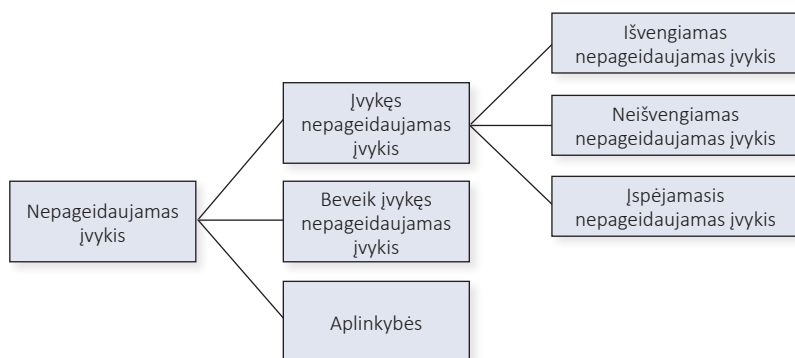 Nepageidaujamas
įvykis
Įvykęs
nepageidaujamas
įvykis
Beveik įvykęs
nepageidaujamas
įvykis
Aplinkybės
Išvengiamas
nepageidaujamas įvykis
Neišvengiamas
nepageidaujamas įvykis
Įspėjamasis
nepageidaujamas įvykis